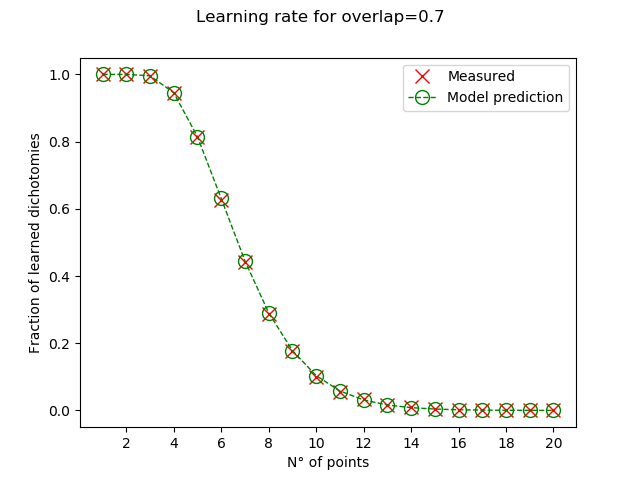 Learning rate for overlap=0.7
Measured
Model prediction
Fraction of learned dichotomies
1.0
0.8
0.6
0.4
0.2
0.0
2 4 6 8 10 12 14 16 18 20
N° of points